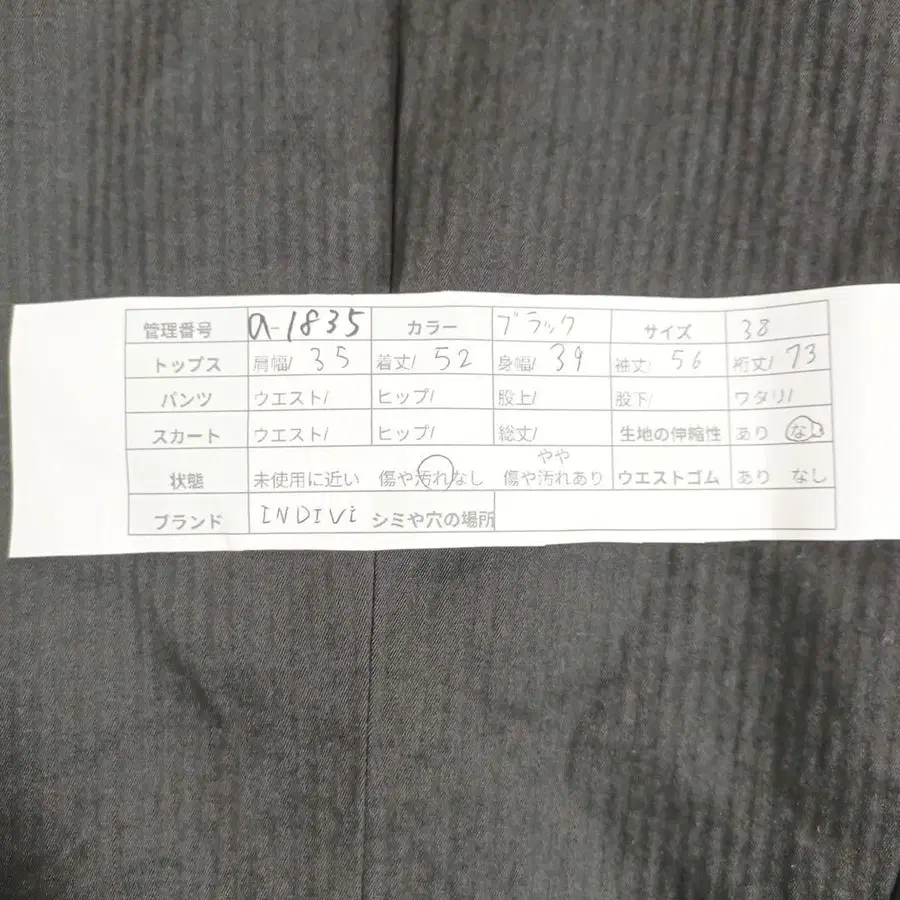 管理番号 a-1835 カラー ブラック サイズ 38
トップス 肩幅/ 35 着丈/ 52 身幅/ 39 袖丈/ 56 裄丈/ 73
パンツ ウエスト/ ヒップ/ 股上/ 股下/ ワタリ/
スカート ウエスト/ ヒップ/ 総丈/ 生地の伸縮性 あり なし
やや
状態 未使用に近い 傷や汚れなし 傷や汚れあり ウエストゴム あり なし
ブランド INDIVi シミや穴の場所